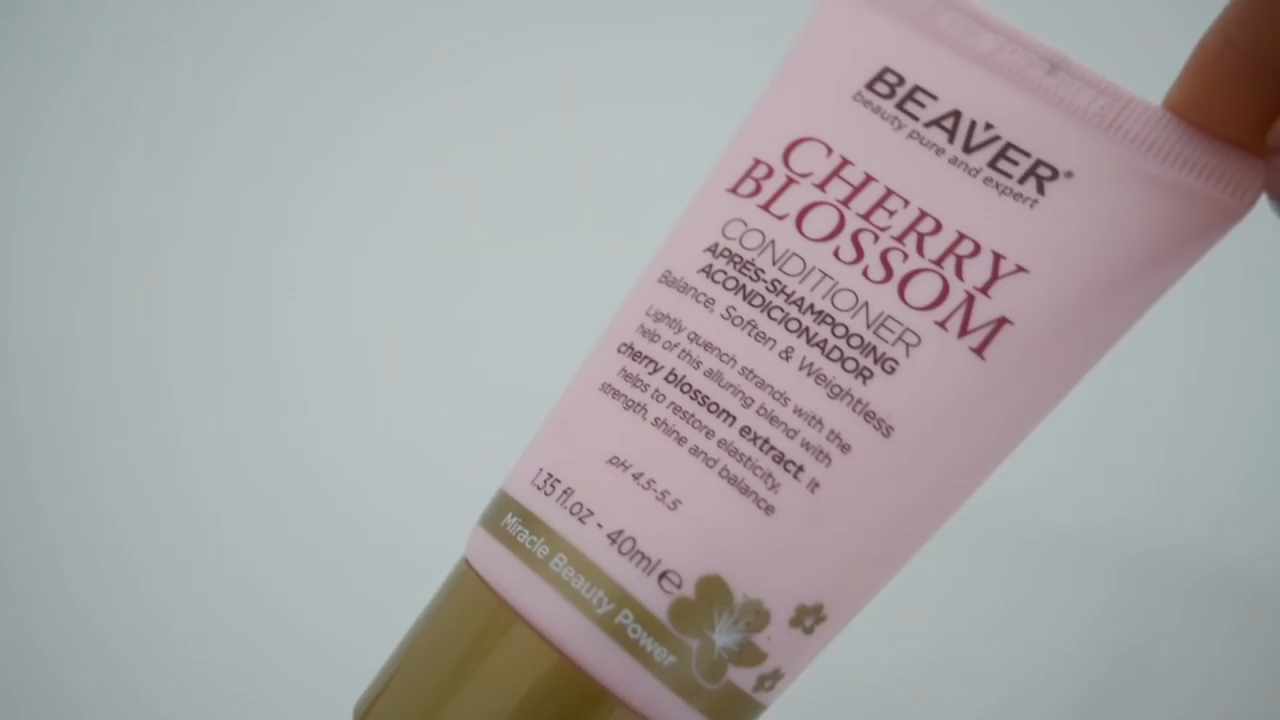 BEAVER®
beauty pure and expert
CHERRY
BLOSSOM
CONDITIONER
APRÈS-SHAMPOOING
ACONDICIONADOR
Balance, Soften & Weightless
Lightly quench strands with the
help of this alluring blend with
cherry blossom extract. It
helps to restore elasticity,
strength, shine and balance
pH 4.5-5.5
1.35 fl.oz - 40ml ℮
Miracle Beauty Power